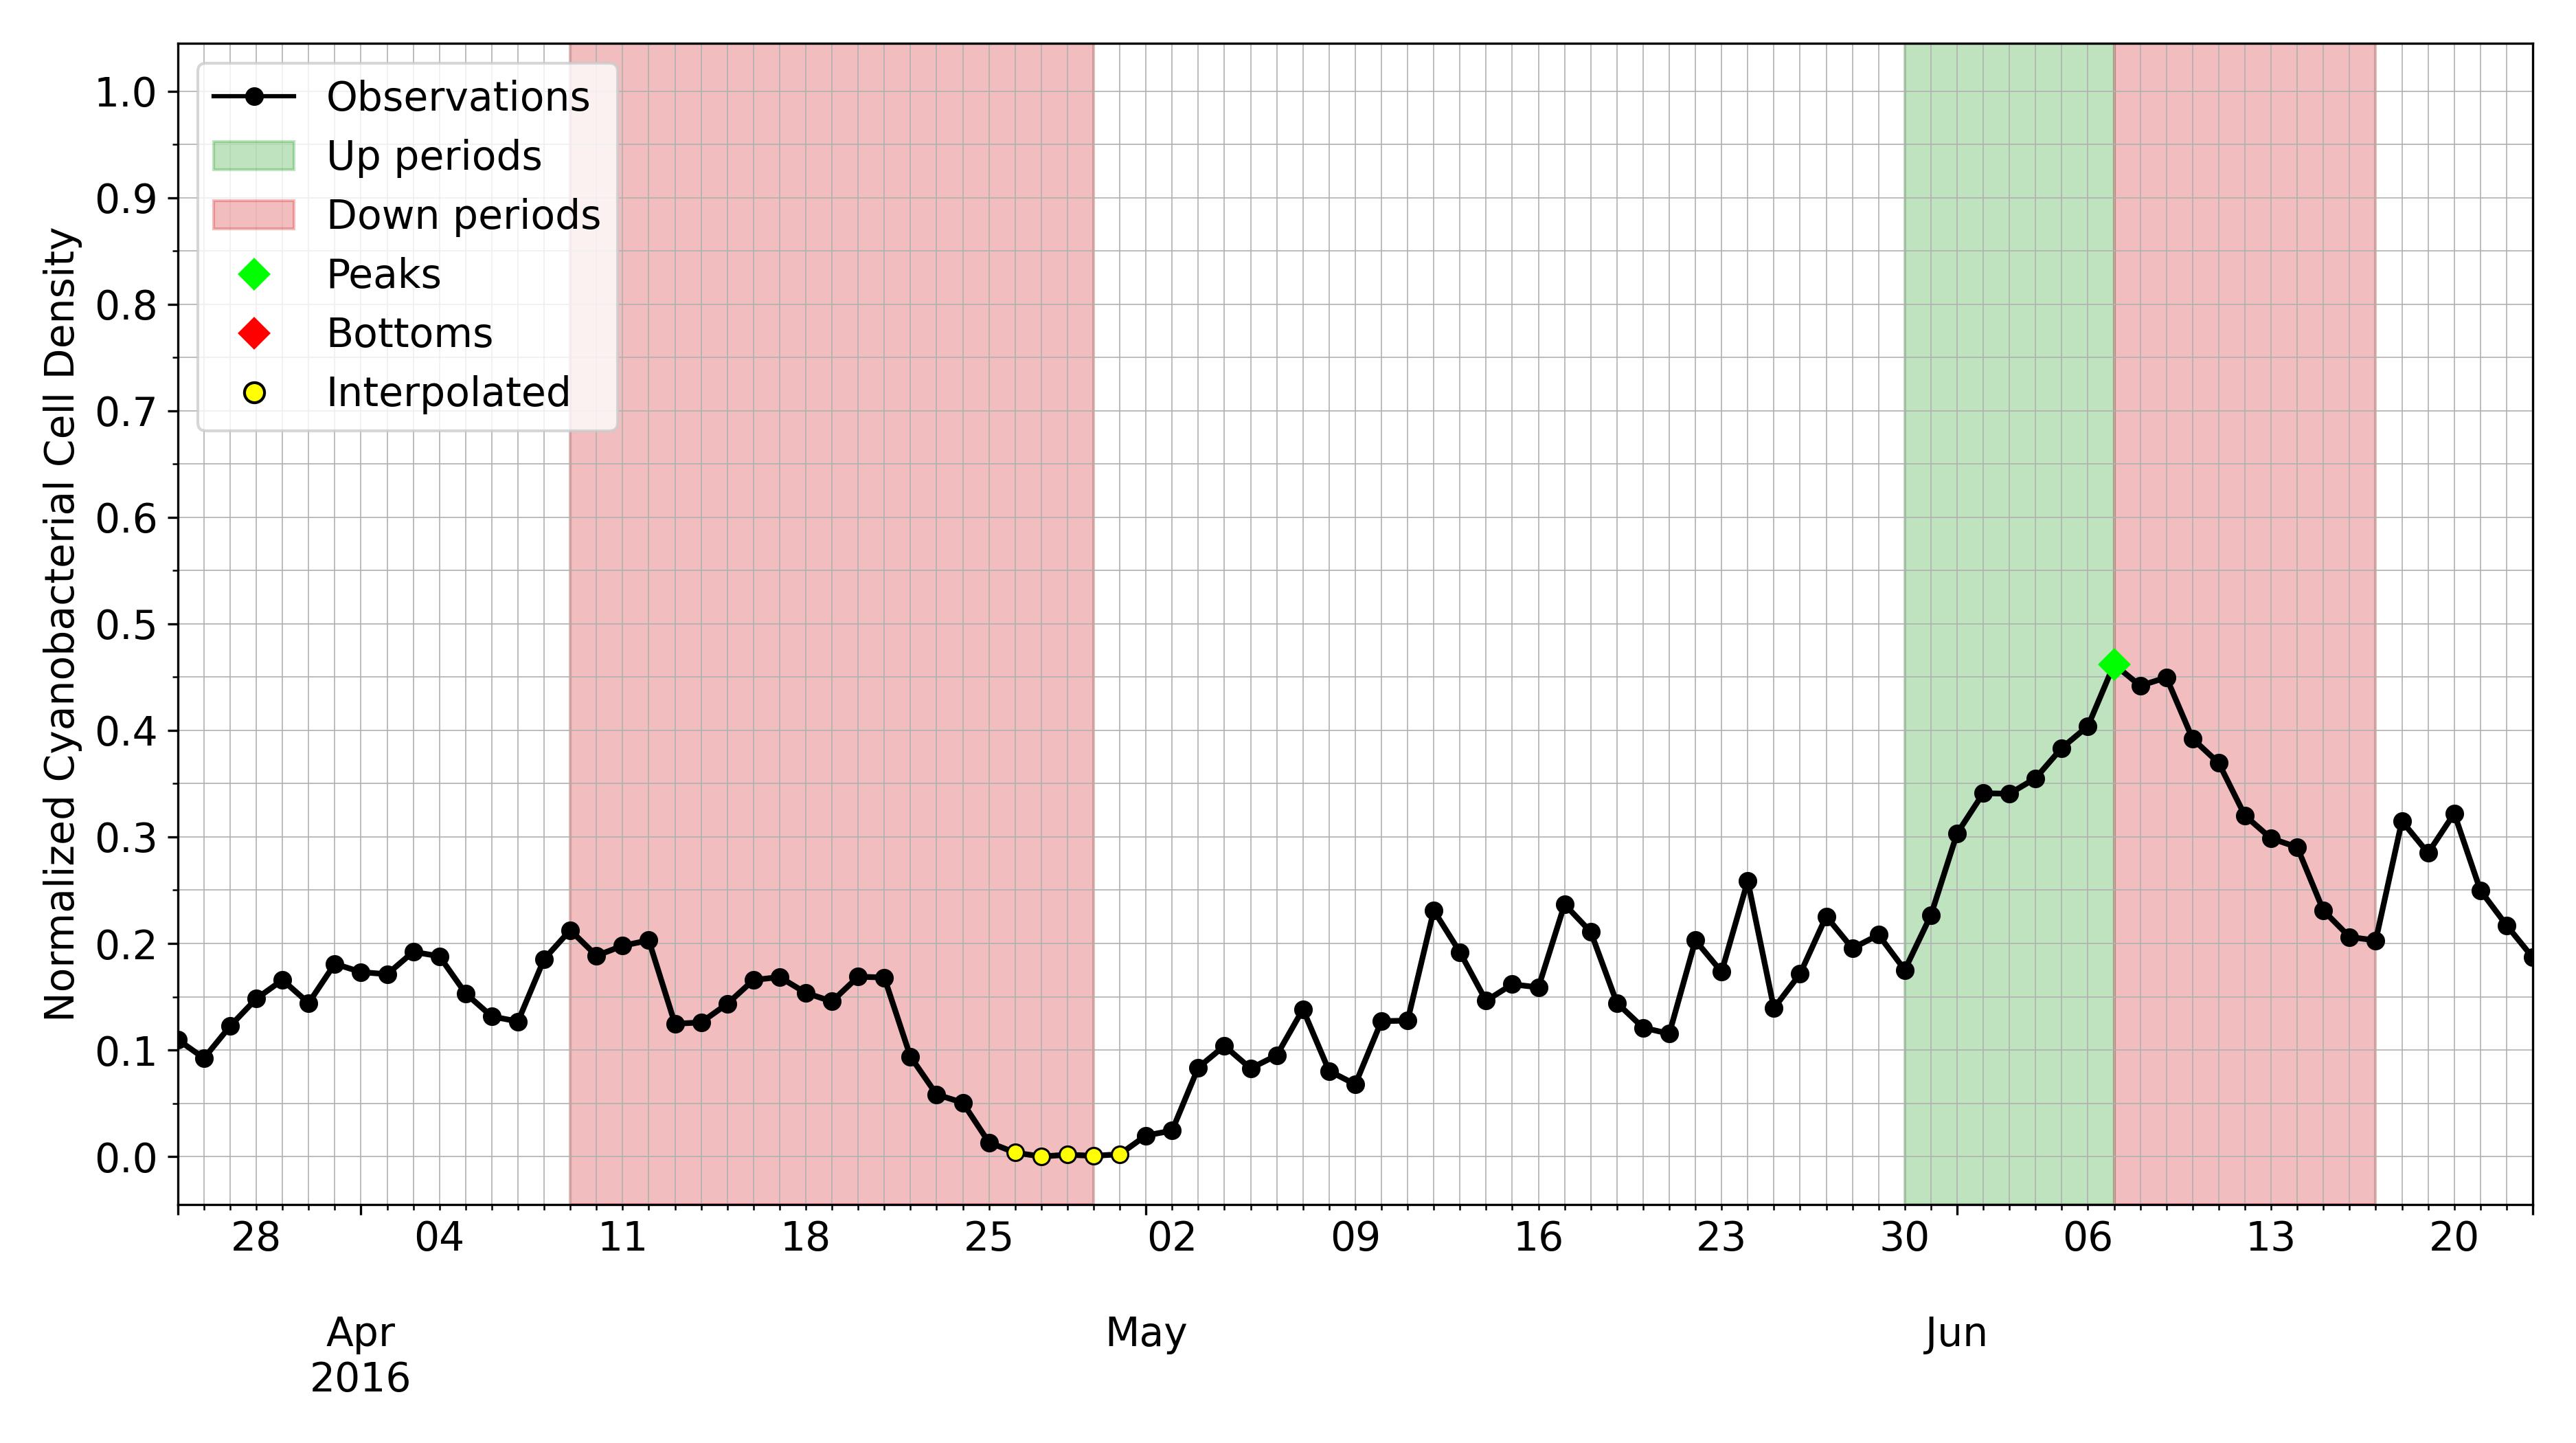 Normalized Cyanobacterial Cell Density
1.0
0.9
0.8
0.7
0.6
0.5
0.4
0.3
0.2
0.1
0.0
Observations
Up periods
Down periods
Peaks
Bottoms
Interpolated
28 04 11 18 25 02 09 16 23 30 06 13 20
Apr May Jun
2016